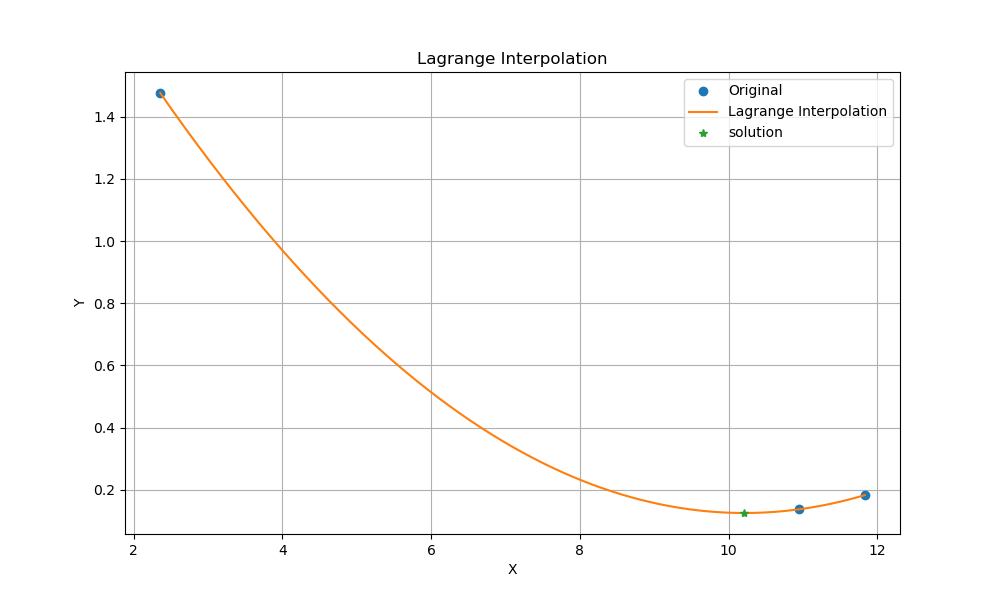 Lagrange Interpolation
Original
Lagrange Interpolation
solution
1.4
1.2
1.0
0.8
0.6
0.4
0.2
Y
2 4 6 8 10 12
X